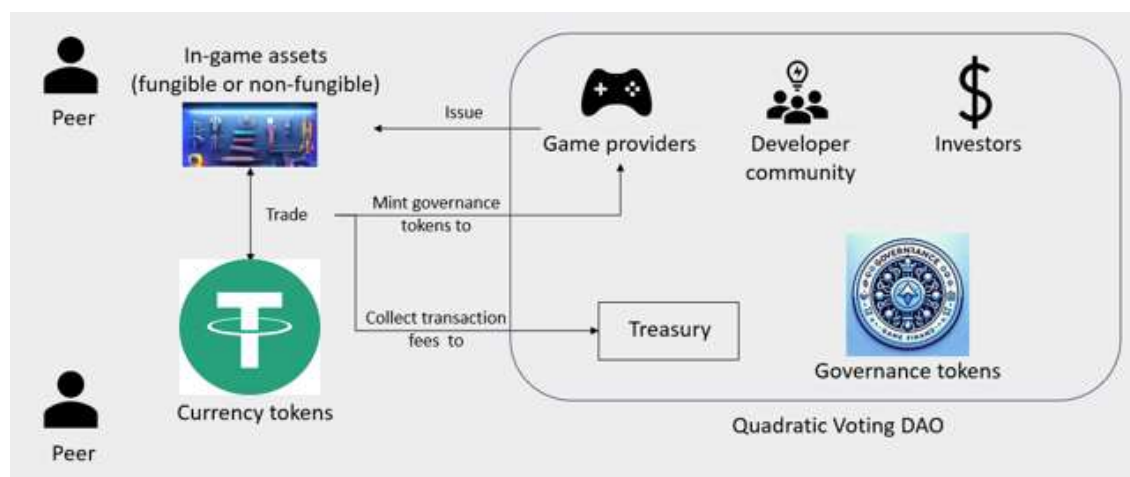 Peer
In-game assets
(fungible or non-fungible)
Issue
Game providers
Developer
community
Investors
Trade
Mint governance
tokens to
Collect transaction
fees to
Treasury
GOVERNANCE
Governance tokens
Currency tokens
Peer
Quadratic Voting DAO